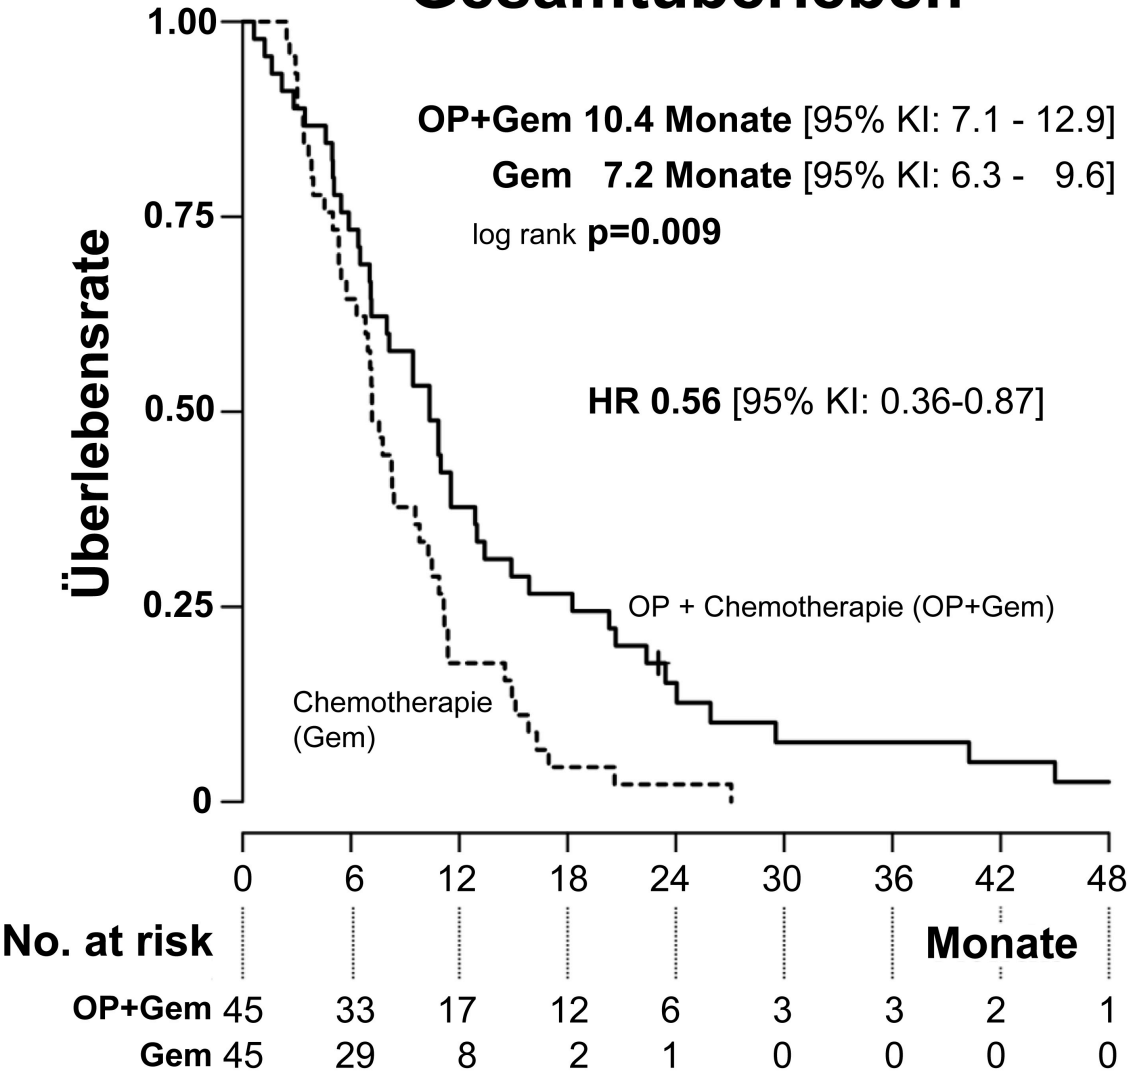 Gesamtüberleben
1.00
OP+Gem 10.4 Monate [95% KI: 7.1 - 12.9]
Gem 7.2 Monate [95% KI: 6.3 - 9.6]
0.75
log rank p=0.009
Überlebensrate
0.50
HR 0.56 [95% KI: 0.36-0.87]
0.25
OP + Chemotherapie (OP+Gem)
Chemotherapie
(Gem)
0
0 6 12 18 24 30 36 42 48
No. at risk
Monate
OP+Gem 45 33 17 12 6 3 3 2 1
Gem 45 29 8 2 1 0 0 0 0